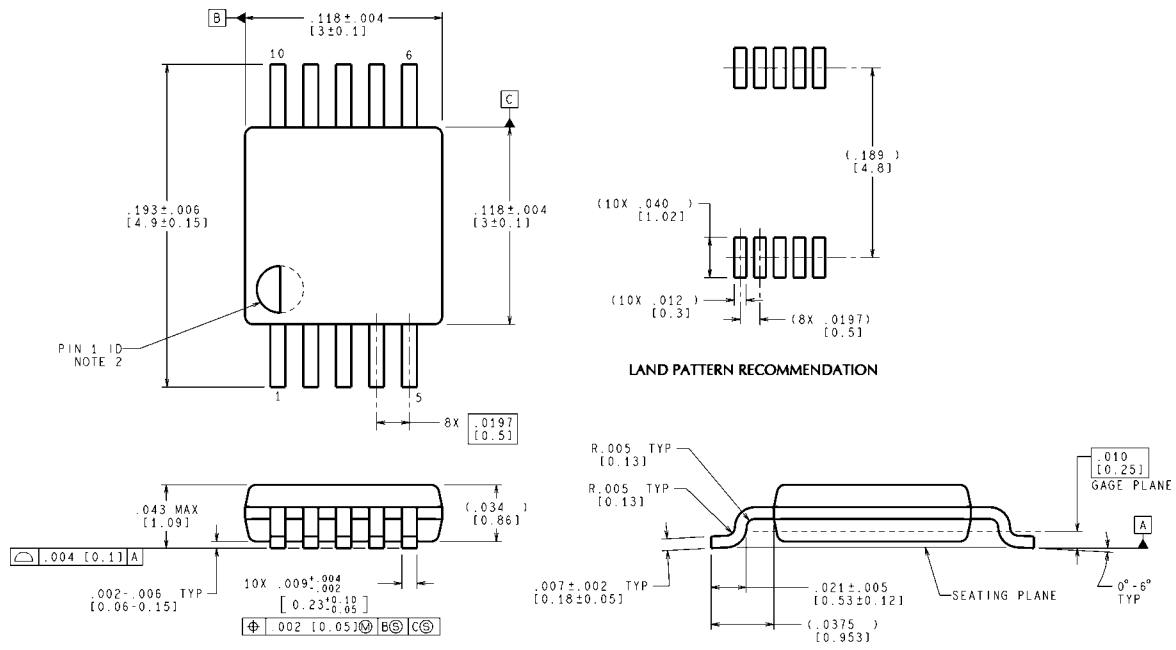 B
.118±.004
[3±0.1]
10
6
C
.193±.006
[4.9±0.15]
.118±.004
[3±0.1]
PIN 1 ID
NOTE 2
1
5
8X .0197
[0.5]
(.189 )
[4.8]
(10X .040 )
[1.02]
(10X .012 )
[0.3]
(8X .0197)
[0.5]
LAND PATTERN RECOMMENDATION
.043 MAX
[1.09]
(.034 )
[0.86]
⌓ .004 [0.1] A
.002-.006 TYP
[0.06-0.15]
10X .009 +.004 -.002
[ 0.23 +0.10 -0.05 ]
⌖ .002 [0.05] Ⓜ BⓈ CⓈ
R.005 TYP
[0.13]
R.005 TYP
[0.13]
.010
[0.25]
GAGE PLANE
A
.007±.002 TYP
[0.18±0.05]
.021±.005
[0.53±0.12]
SEATING PLANE
0°-6°
TYP
(.0375 )
[0.953]